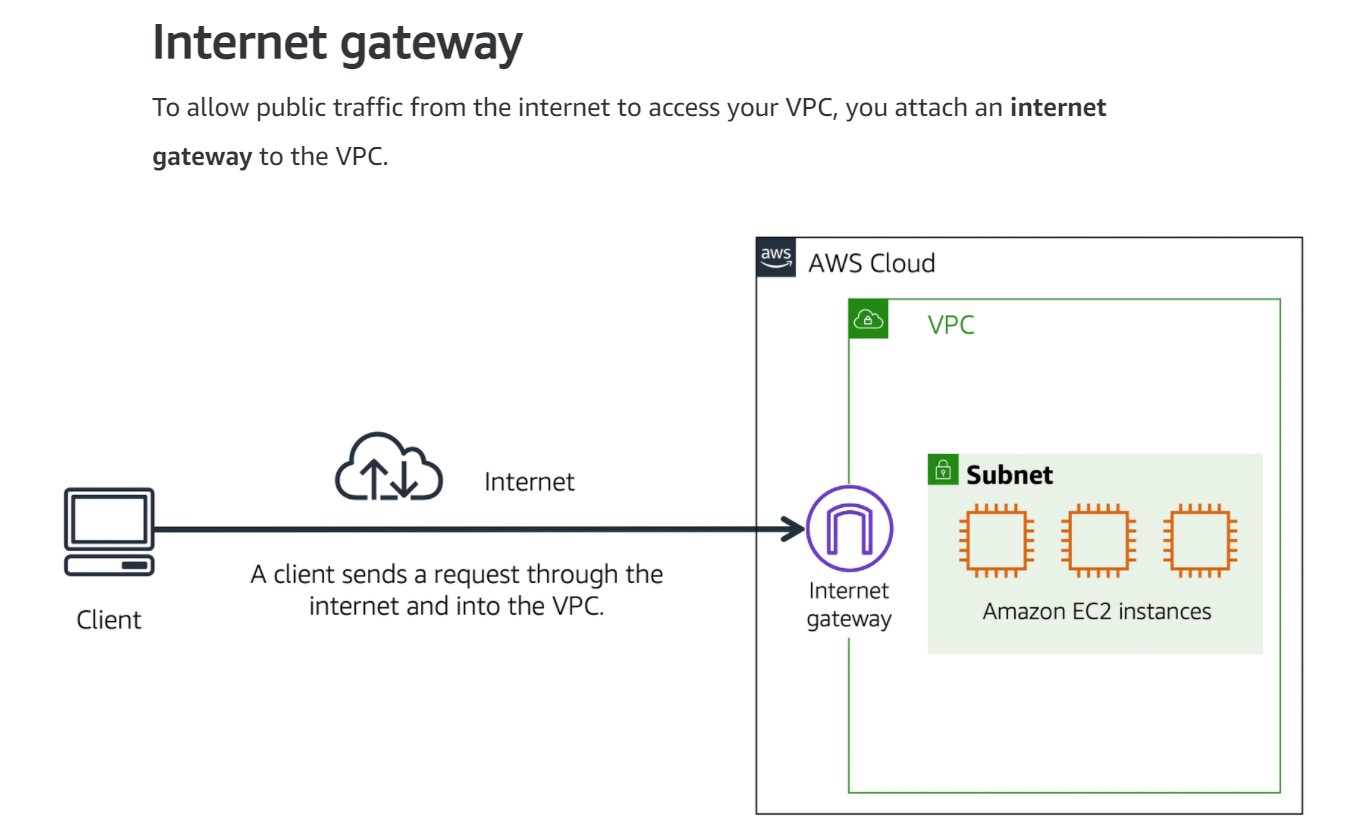 Internet gateway
To allow public traffic from the internet to access your VPC, you attach an internet
gateway to the VPC.
aws
AWS Cloud
VPC
Internet
Subnet
A client sends a request through the
internet and into the VPC.
Client
Internet
gateway
Amazon EC2 instances